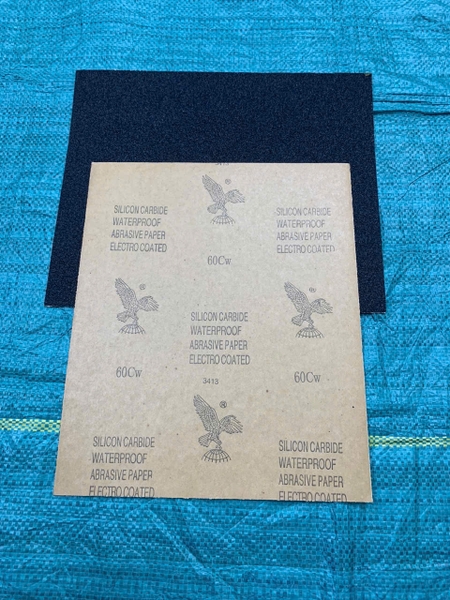 SILICON CARBIDE
WATERPROOF
ABRASIVE PAPER
ELECTRO COATED
®
SILICON CARBIDE
WATERPROOF
ABRASIVE PAPER
ELECTRO COATED
60Cw
®
SILICON CARBIDE
WATERPROOF
ABRASIVE PAPER
ELECTRO COATED
®
60Cw
60Cw
3413
®
SILICON CARBIDE
WATERPROOF
ABRASIVE PAPER
ELECTRO COATED
SILICON CARBIDE
WATERPROOF
ABRASIVE PAPER
ELECTRO COATED